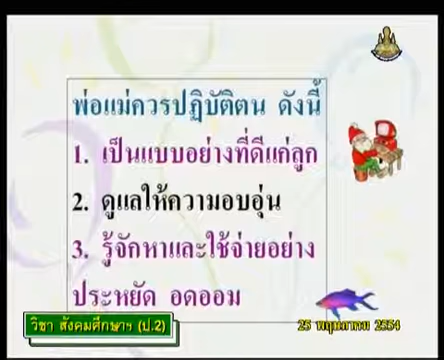 พ่อแม่ควรปฏิบัติตน ดังนี้
1. เป็นแบบอย่างที่ดีแก่ลูก
2. ดูแลให้ความอบอุ่น
3. รู้จักหาและใช้จ่ายอย่าง
ประหยัด อดออม
วิชา สังคมศึกษาฯ (ป.2)
25 พฤษภาคม 2554